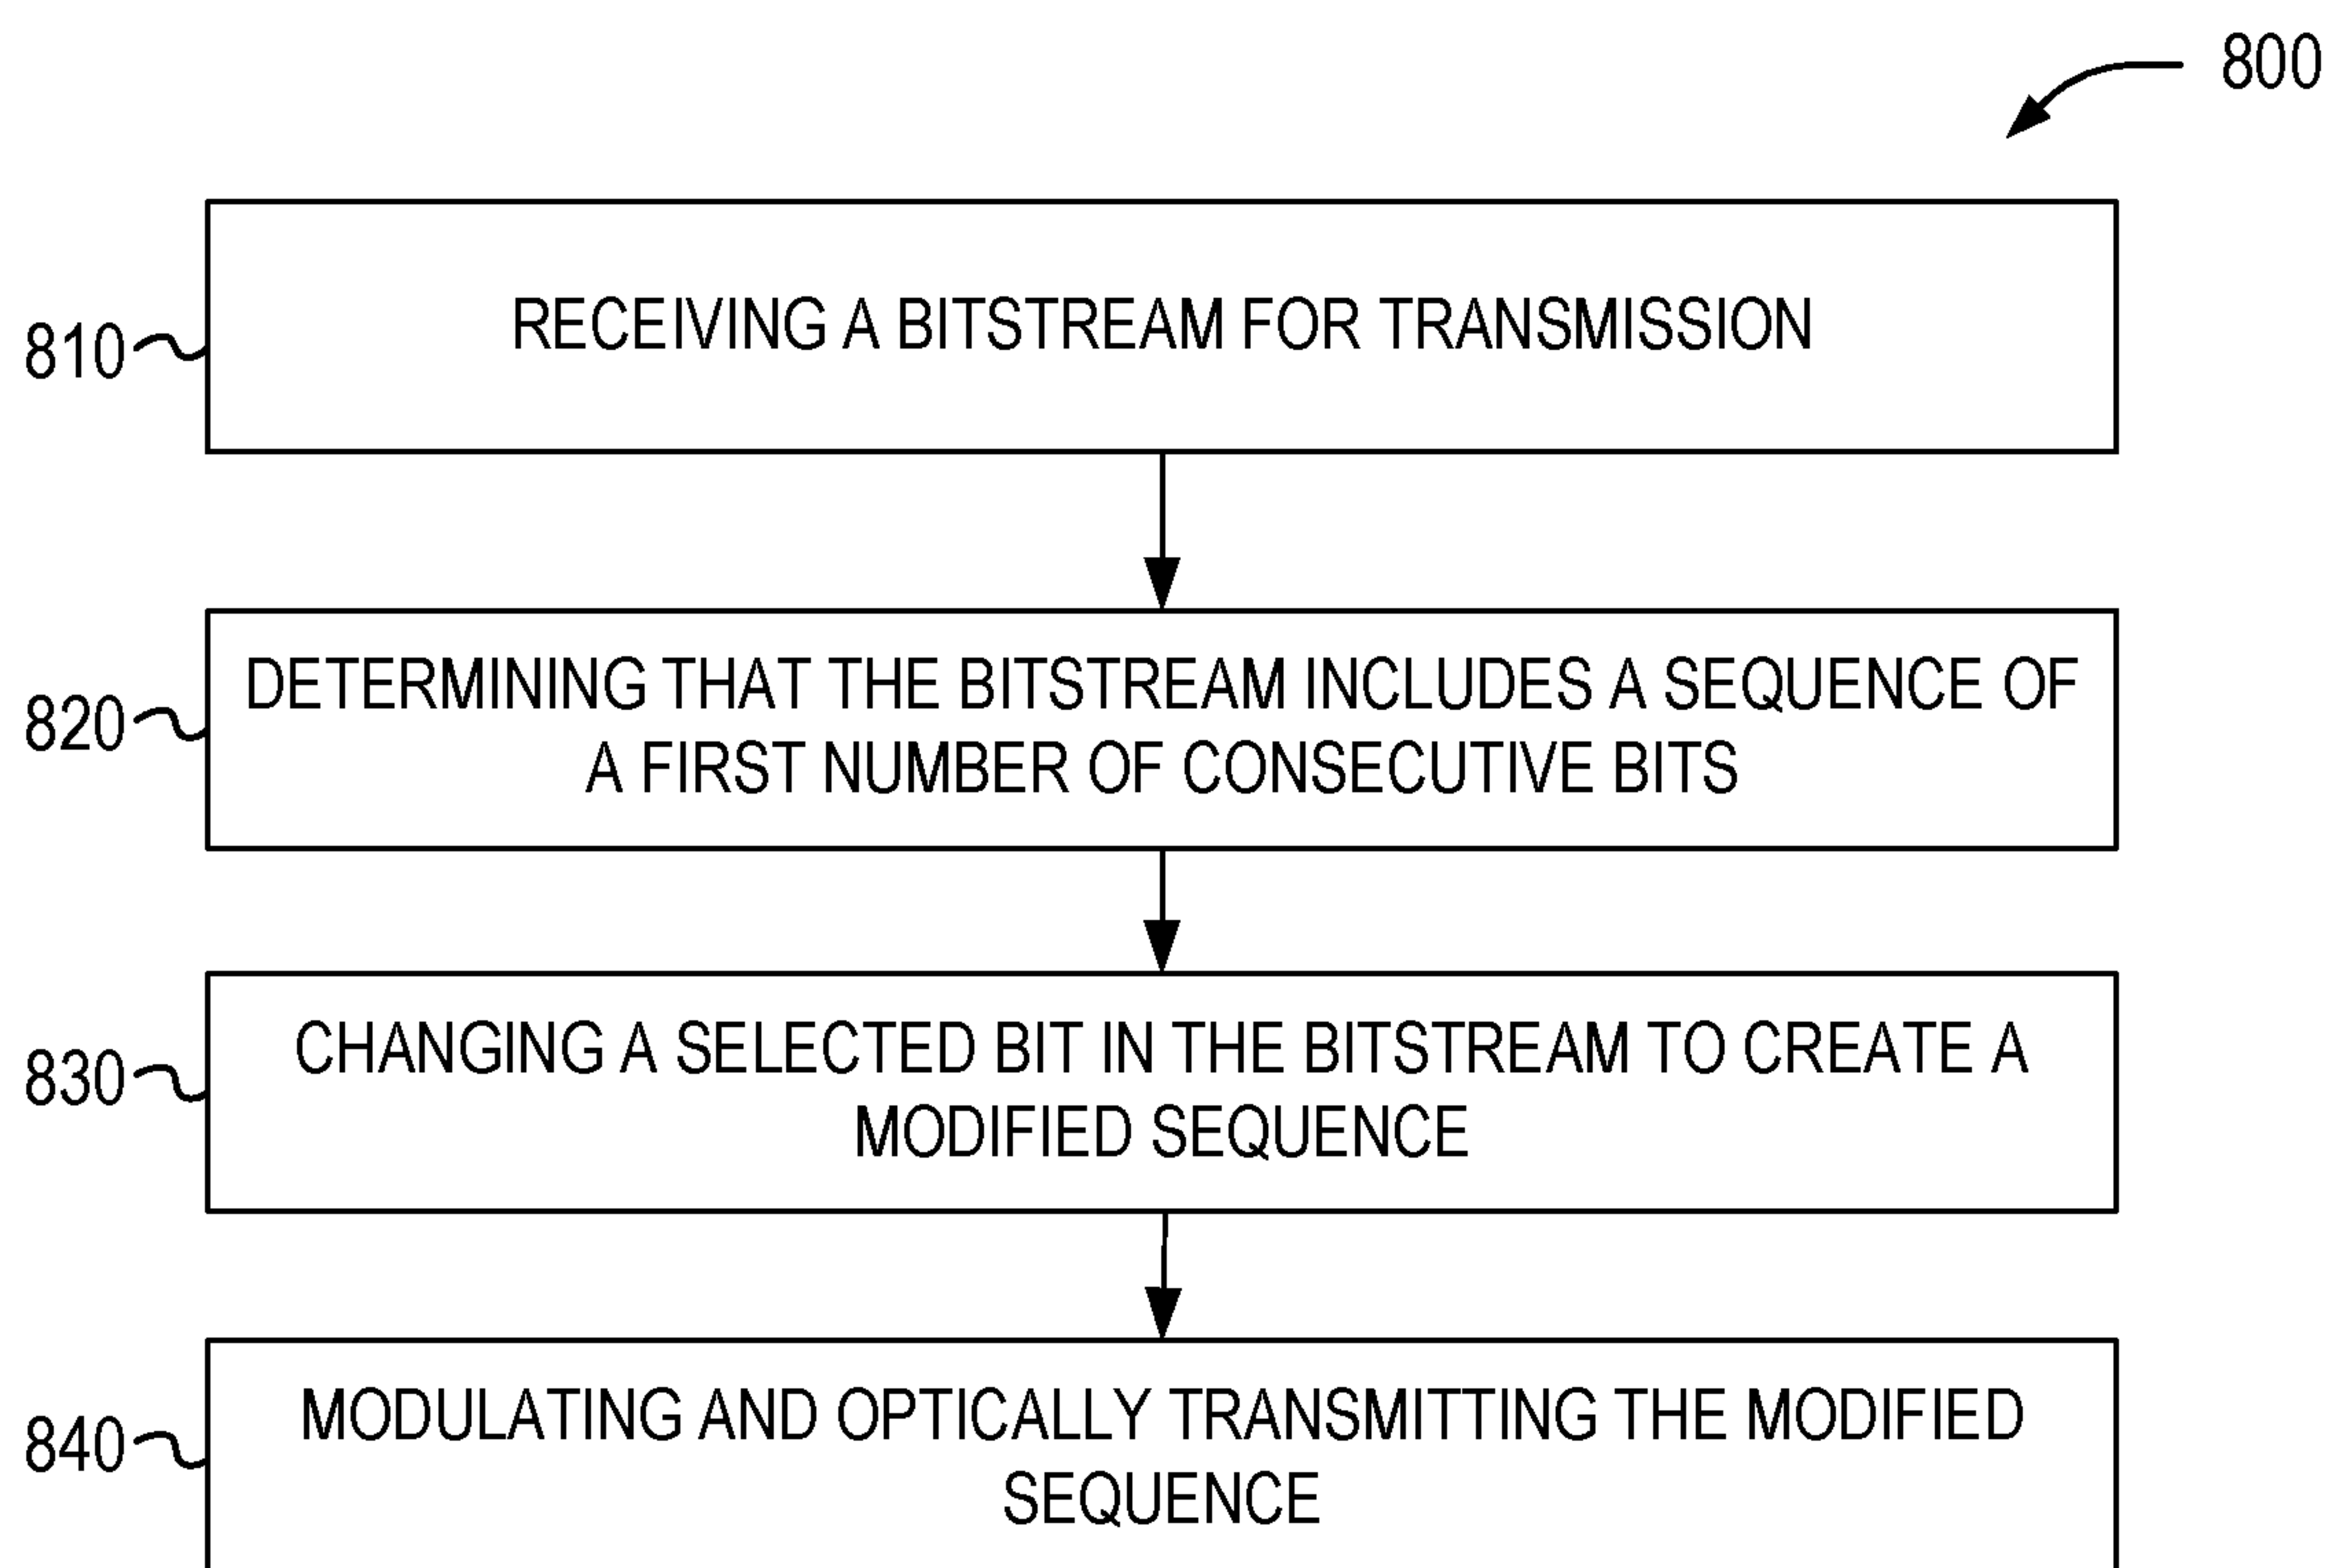 800
810
RECEIVING A BITSTREAM FOR TRANSMISSION
820
DETERMINING THAT THE BITSTREAM INCLUDES A SEQUENCE OF
A FIRST NUMBER OF CONSECUTIVE BITS
830
CHANGING A SELECTED BIT IN THE BITSTREAM TO CREATE A
MODIFIED SEQUENCE
840
MODULATING AND OPTICALLY TRANSMITTING THE MODIFIED
SEQUENCE